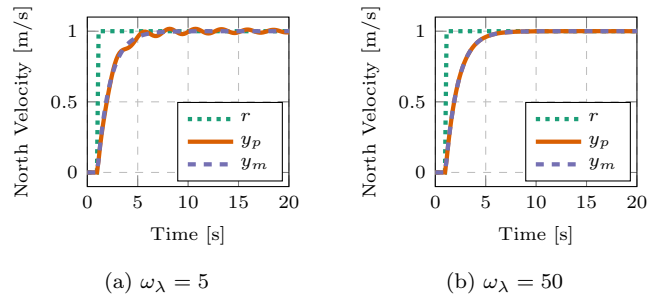 North Velocity [m/s]
1
0.5
0
r
y_p
y_m
0 5 10 15 20
Time [s]
(a) ω_λ = 5
North Velocity [m/s]
1
0.5
0
r
y_p
y_m
0 5 10 15 20
Time [s]
(b) ω_λ = 50